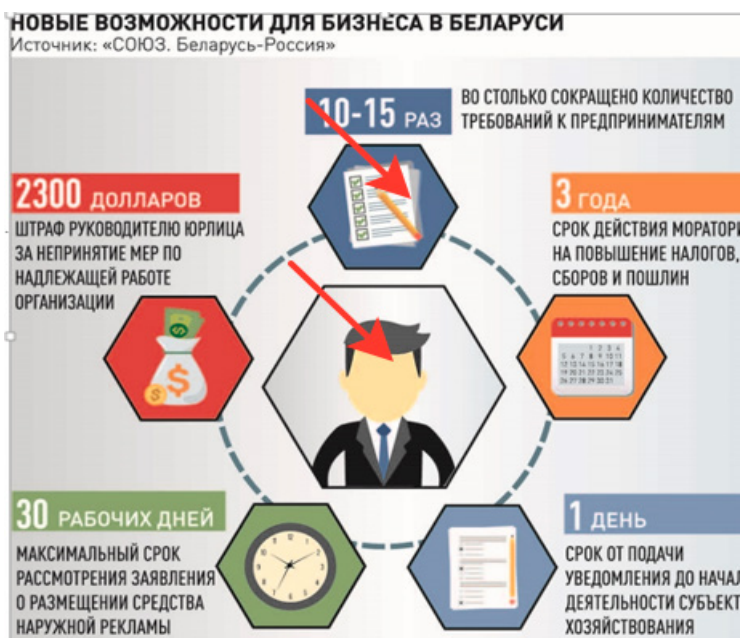 НОВЫЕ ВОЗМОЖНОСТИ ДЛЯ БИЗНЕСА В БЕЛАРУСИ
Источник: «СОЮЗ. Беларусь-Россия»
10-15 РАЗ
ВО СТОЛЬКО СОКРАЩЕНО КОЛИЧЕСТВО
ТРЕБОВАНИЙ К ПРЕДПРИНИМАТЕЛЯМ
2300 ДОЛЛАРОВ
ШТРАФ РУКОВОДИТЕЛЮ ЮРЛИЦА
ЗА НЕПРИНЯТИЕ МЕР ПО
НАДЛЕЖАЩЕЙ РАБОТЕ
ОРГАНИЗАЦИИ
3 ГОДА
СРОК ДЕЙСТВИЯ МОРАТОРИ
НА ПОВЫШЕНИЕ НАЛОГОВ,
СБОРОВ И ПОШЛИН
30 РАБОЧИХ ДНЕЙ
МАКСИМАЛЬНЫЙ СРОК
РАССМОТРЕНИЯ ЗАЯВЛЕНИЯ
О РАЗМЕЩЕНИИ СРЕДСТВА
НАРУЖНОЙ РЕКЛАМЫ
1 ДЕНЬ
СРОК ОТ ПОДАЧИ
УВЕДОМЛЕНИЯ ДО НАЧАЛ
ДЕЯТЕЛЬНОСТИ СУБЪЕКТ
ХОЗЯЙСТВОВАНИЯ